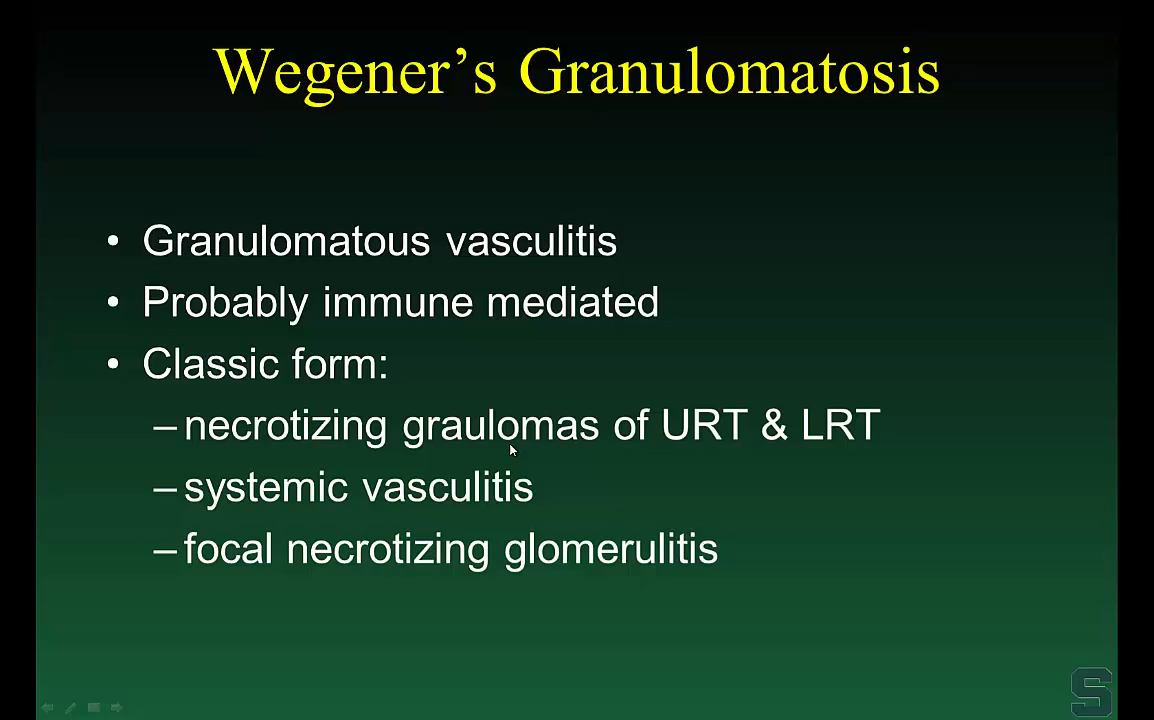 Wegener’s Granulomatosis
• Granulomatous vasculitis
• Probably immune mediated
• Classic form:
– necrotizing graulomas of URT & LRT
– systemic vasculitis
– focal necrotizing glomerulitis
S